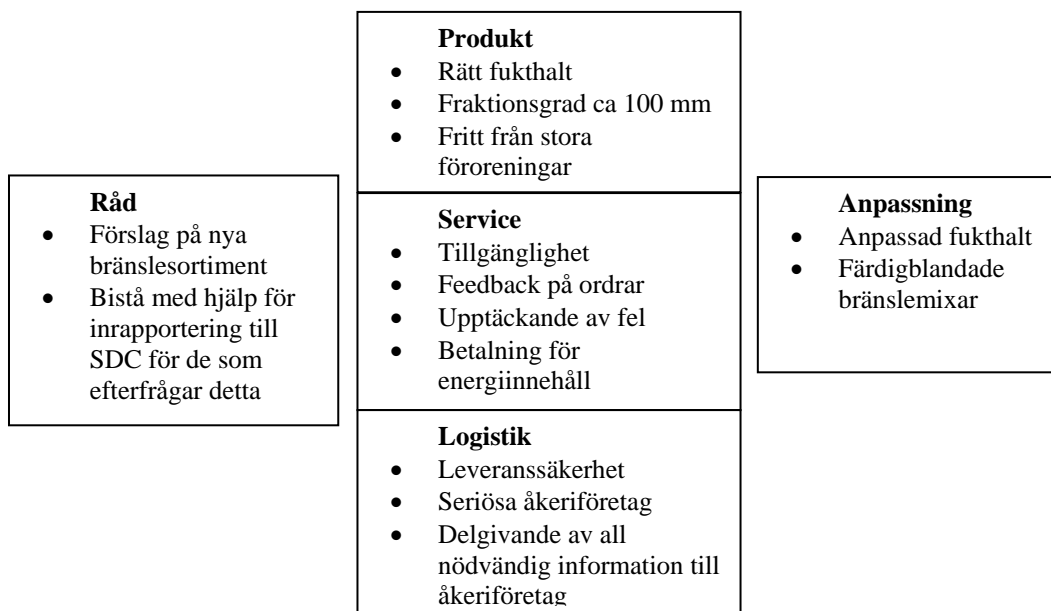 Produkt
• Rätt fukthalt
• Fraktionsgrad ca 100 mm
• Fritt från stora
föroreningar
Råd
• Förslag på nya
bränslesortiment
• Bistå med hjälp för
inrapportering till
SDC för de som
efterfrågar detta
Service
• Tillgänglighet
• Feedback på ordrar
• Upptäckande av fel
• Betalning för
energiinnehåll
Anpassning
• Anpassad fukthalt
• Färdigblandade
bränslemixar
Logistik
• Leveranssäkerhet
• Seriösa åkeriföretag
• Delgivande av all
nödvändig information till
åkeriföretag